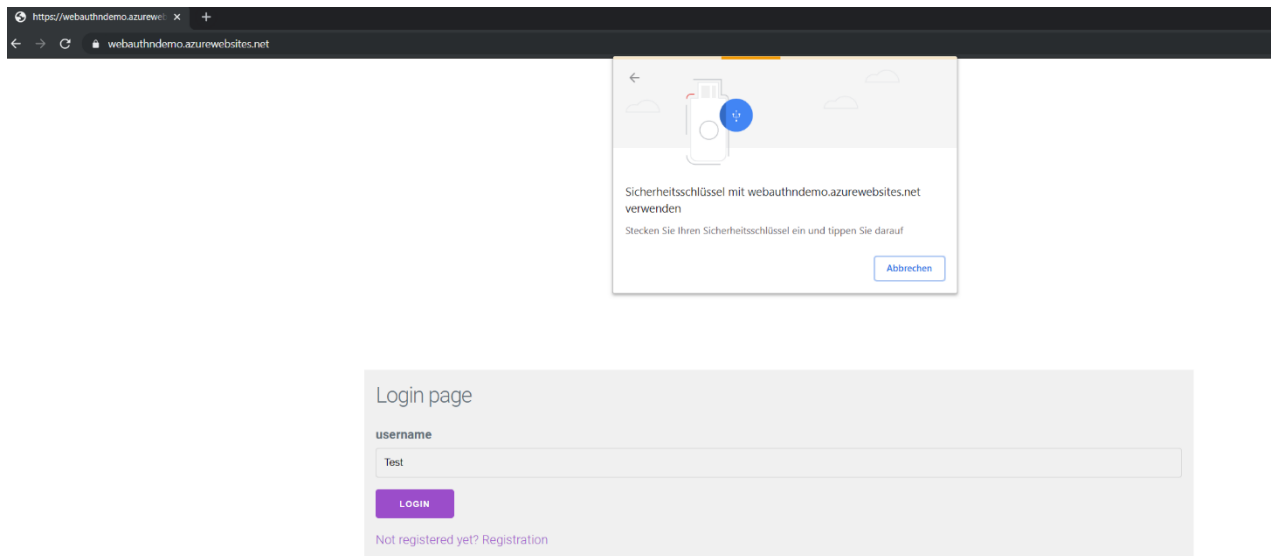 https://webauthndemo.azureweb
webauthndemo.azurewebsites.net
Sicherheitsschlüssel mit webauthndemo.azurewebsites.net
verwenden
Stecken Sie Ihren Sicherheitsschlüssel ein und tippen Sie darauf
Abbrechen
Login page
username
Test
LOGIN
Not registered yet? Registration